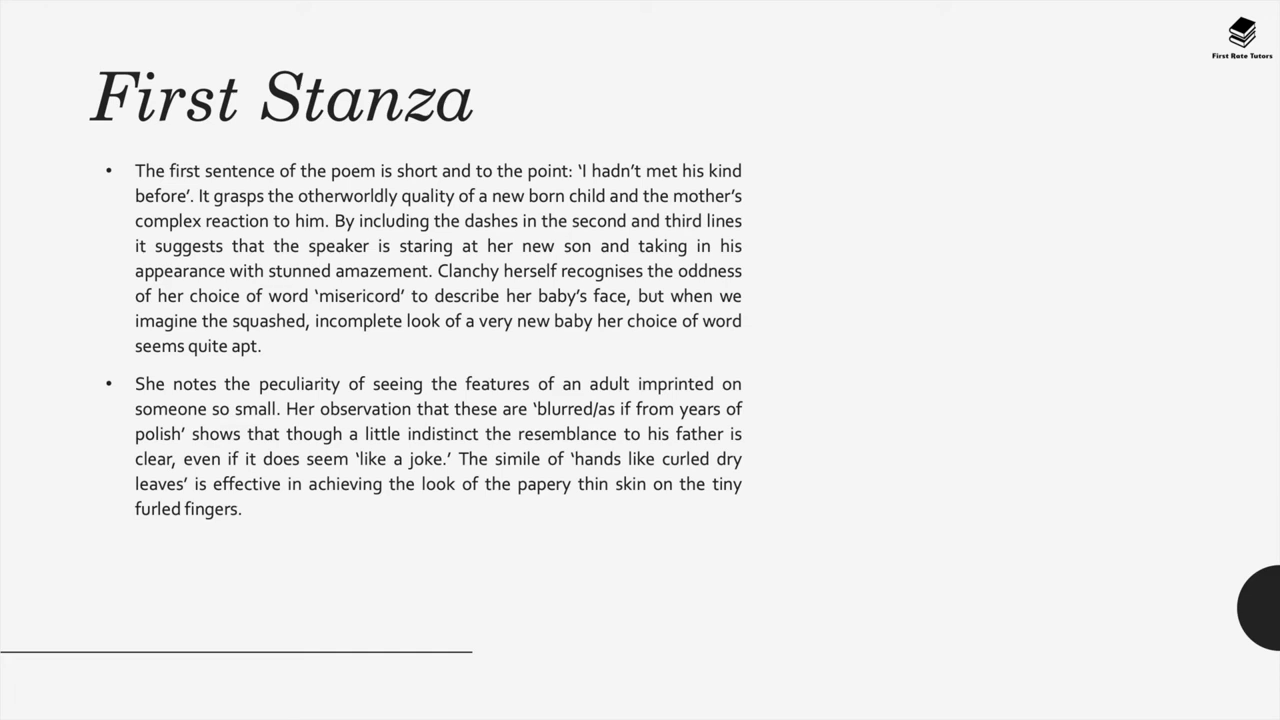 First Rate Tutors
First Stanza
• The first sentence of the poem is short and to the point: ‘I hadn’t met his kind
before’. It grasps the otherworldly quality of a new born child and the mother’s
complex reaction to him. By including the dashes in the second and third lines
it suggests that the speaker is staring at her new son and taking in his
appearance with stunned amazement. Clanchy herself recognises the oddness
of her choice of word ‘misericord’ to describe her baby’s face, but when we
imagine the squashed, incomplete look of a very new baby her choice of word
seems quite apt.
• She notes the peculiarity of seeing the features of an adult imprinted on
someone so small. Her observation that these are ‘blurred/as if from years of
polish’ shows that though a little indistinct the resemblance to his father is
clear, even if it does seem ‘like a joke.’ The simile of ‘hands like curled dry
leaves’ is effective in achieving the look of the papery thin skin on the tiny
furled fingers.